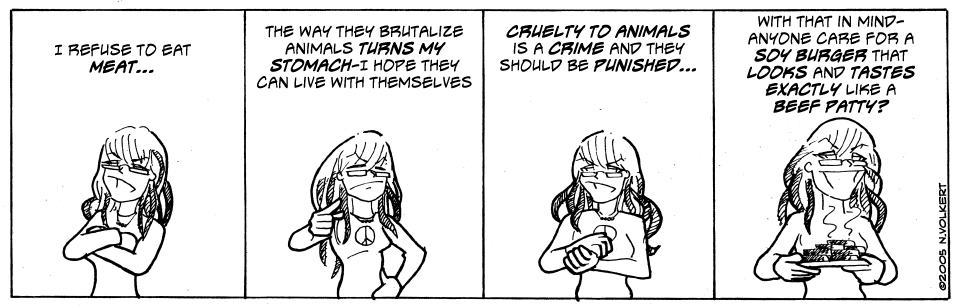 I REFUSE TO EAT
MEAT...
THE WAY THEY BRUTALIZE
ANIMALS TURNS MY
STOMACH-I HOPE THEY
CAN LIVE WITH THEMSELVES
CRUELTY TO ANIMALS
IS A CRIME AND THEY
SHOULD BE PUNISHED...
WITH THAT IN MIND-
ANYONE CARE FOR A
SOY BURGER THAT
LOOKS AND TASTES
EXACTLY LIKE A
BEEF PATTY?
©2005 N.VOLKERT